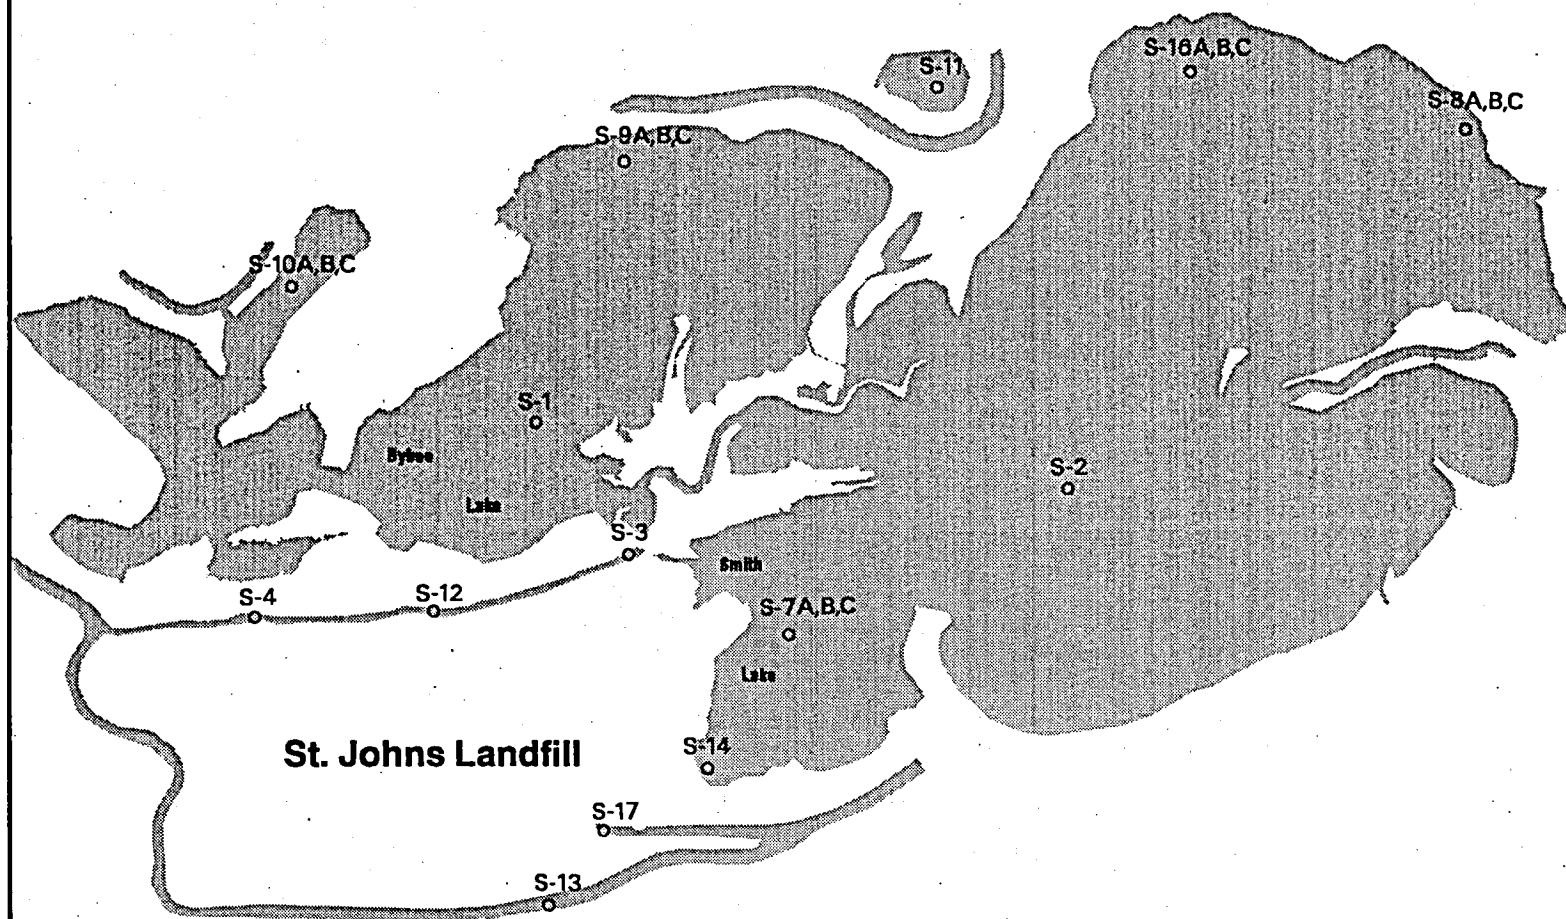 S-16A,B,C
S-11
S-8A,B,C
S-9A,B,C
S-10A,B,C
S-1
Bybee
S-2
Lake
S-3
Smith
S-4
S-12
S-7A,B,C
Lake
St. Johns Landfill
S-14
S-17
S-13